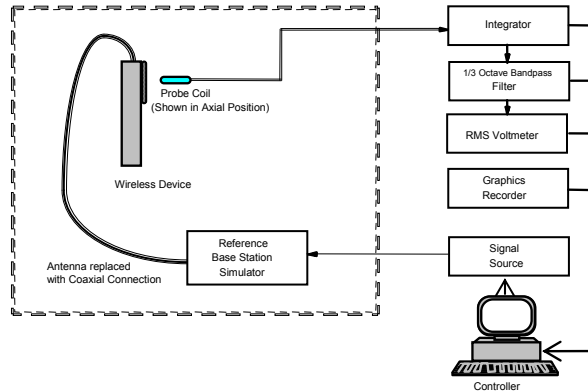 Integrator
1/3 Octave Bandpass
Filter
RMS Voltmeter
Graphics
Recorder
Signal
Source
Controller
Probe Coil
(Shown in Axial Position)
Wireless Device
Reference
Base Station
Simulator
Antenna replaced
with Coaxial Connection